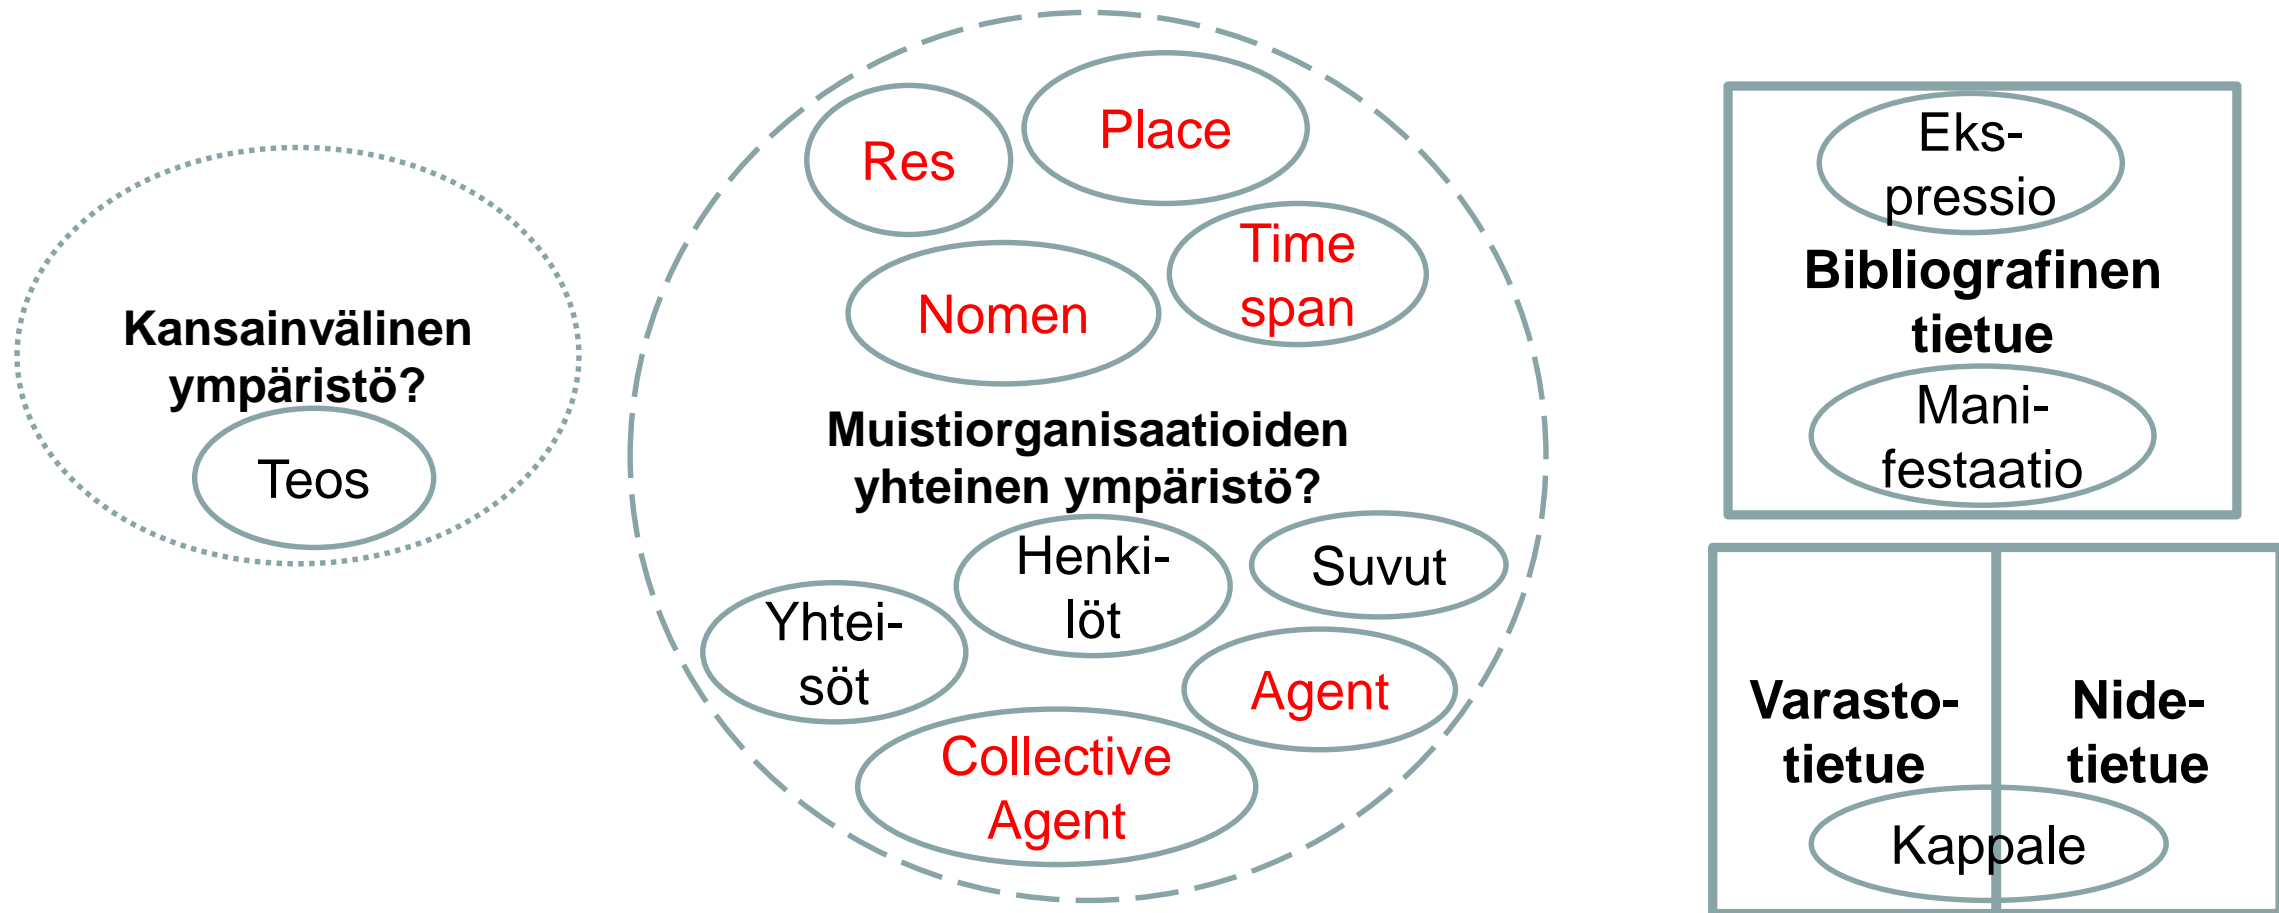 Kansainvälinen
ympäristö?
Teos
Res
Place
Time
span
Nomen
Muistiorganisaatioiden
yhteinen ympäristö?
Henki-
löt
Suvut
Yhtei-
söt
Agent
Collective
Agent
Eks-
pressio
Bibliografinen
tietue
Mani-
festaatio
Varasto-
tietue
Nide-
tietue
Kappale